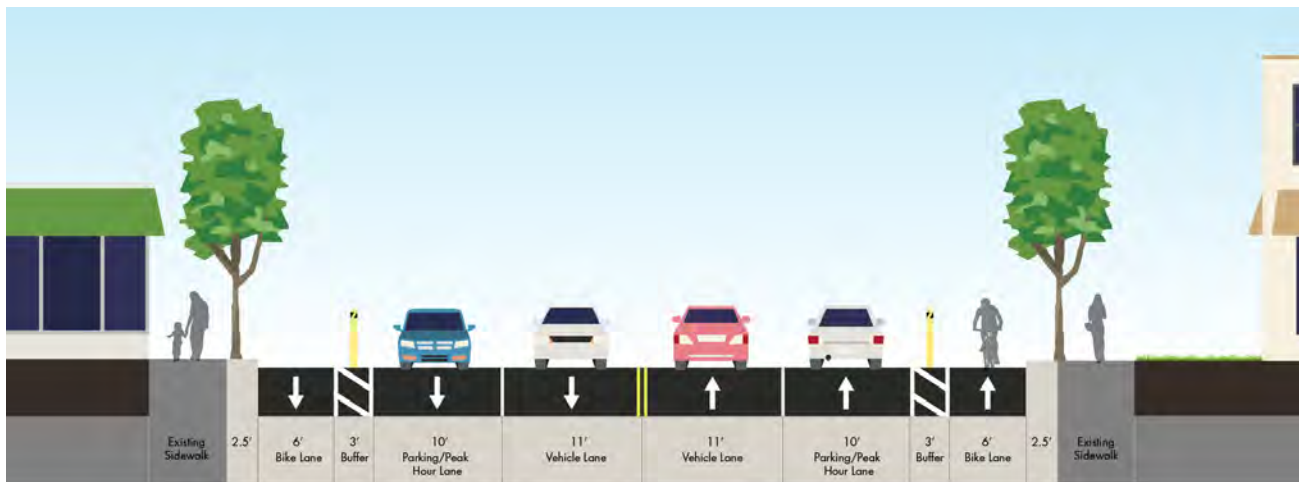 Existing
Sidewalk
2.5'
6'
Bike Lane
3'
Buffer
10'
Parking/Peak
Hour Lane
11'
Vehicle Lane
11'
Vehicle Lane
10'
Parking/Peak
Hour Lane
3'
Buffer
6'
Bike Lane
2.5'
Existing
Sidewalk